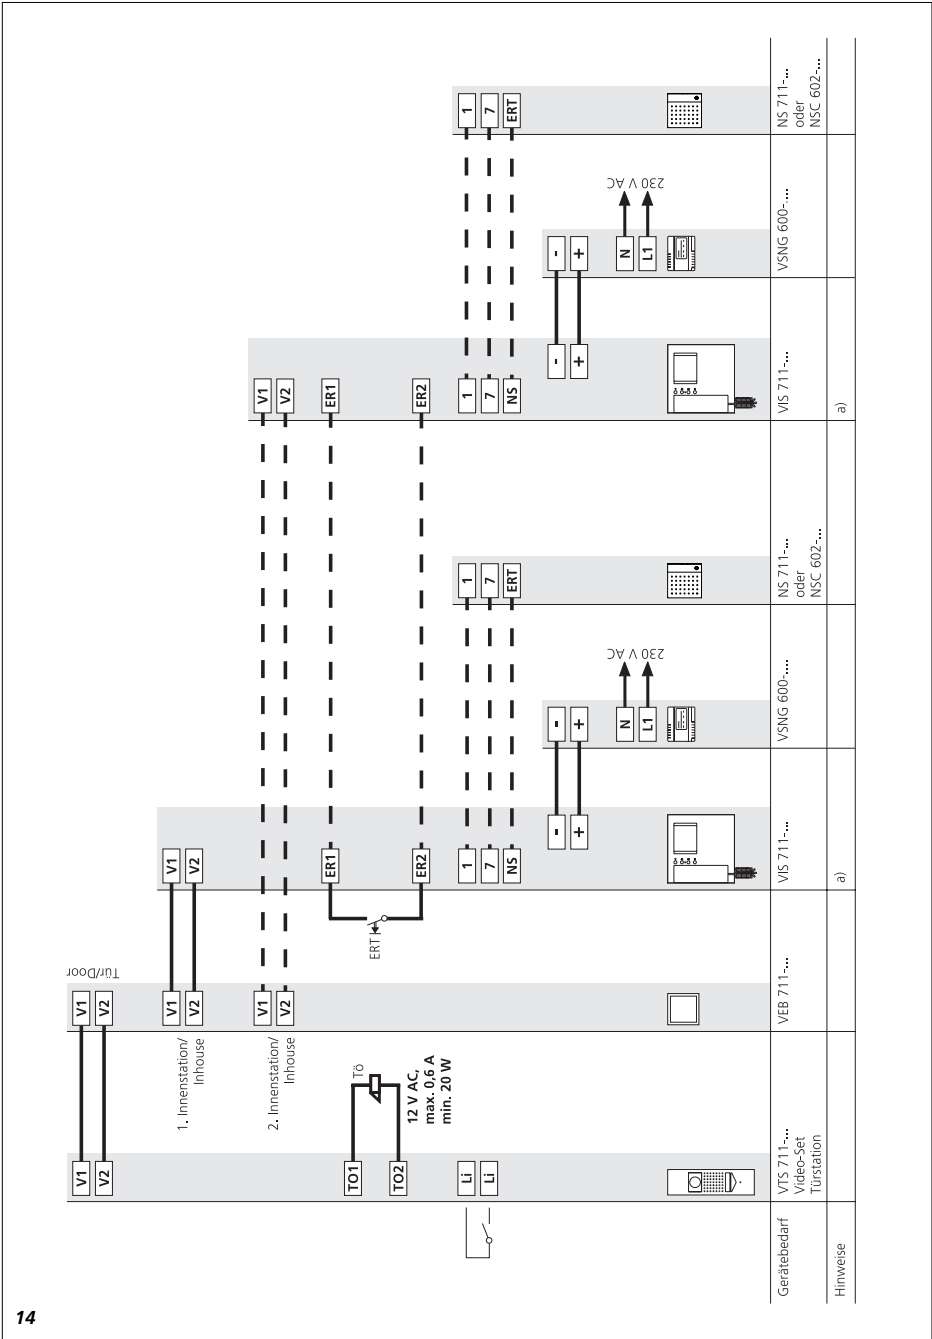 V1
V2
TO1
TO2
Li
Li
Tö
12 V AC,
max. 0,6 A
min. 20 W
Tür/Door
V1
V2
1. Innenstation/
Inhouse
V1
V2
2. Innenstation/
Inhouse
V1
V2
V1
V2
ER1
ER2
ERT
1
7
NS
-
+
-
+
N
L1
230 V AC
1
7
ERT
V1
V2
ER1
ER2
1
7
NS
-
+
-
+
N
L1
230 V AC
1
7
ERT
Gerätebedarf
VTS 711-...
Video-Set
Türstation
VEB 711-...
VIS 711-...
VSNG 600-....
NS 711-...
oder
NSC 602-...
VIS 711-...
VSNG 600-...
NS 711-...
oder
NSC 602-...
Hinweise
a)
a)
14